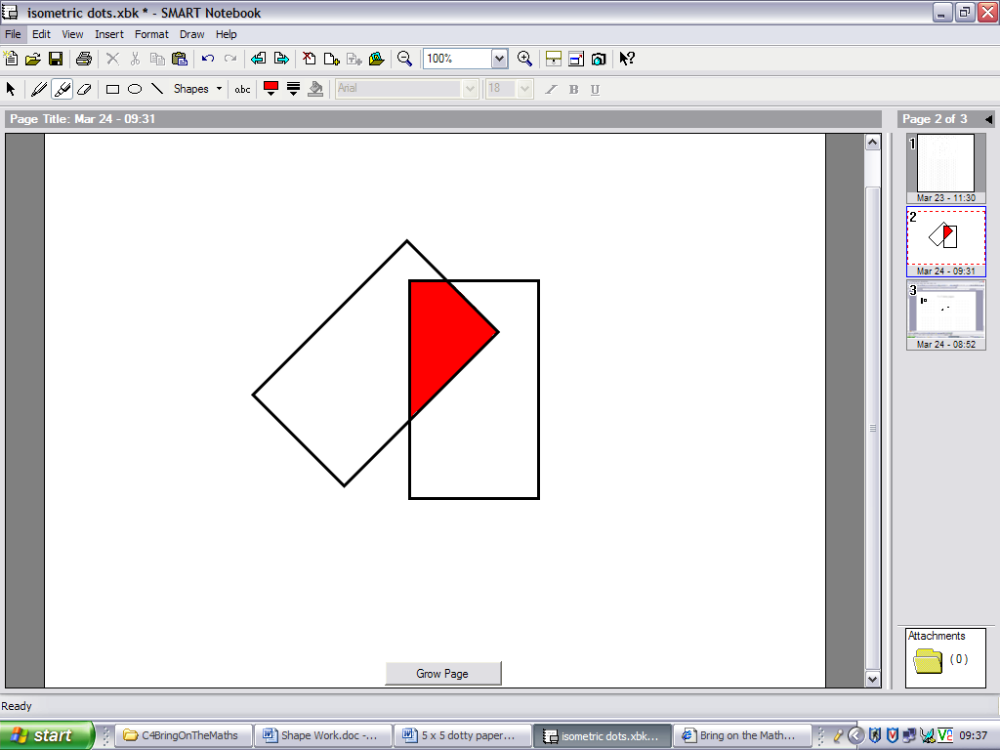 isometric dots.xbk * - SMART Notebook
File Edit View Insert Format Draw Help
100%
Shapes abc Arial 18 I B U
Page Title: Mar 24 - 09:31
Page 2 of 3
1
Mar 23 - 11:30
2
Mar 24 - 09:31
3
Mar 24 - 08:52
Attachments
( 0 )
Grow Page
Ready
start C4BringOnTheMaths Shape Work.doc -... 5 x 5 dotty paper... isometric dots.xbk... Bring on the Math... 09:37